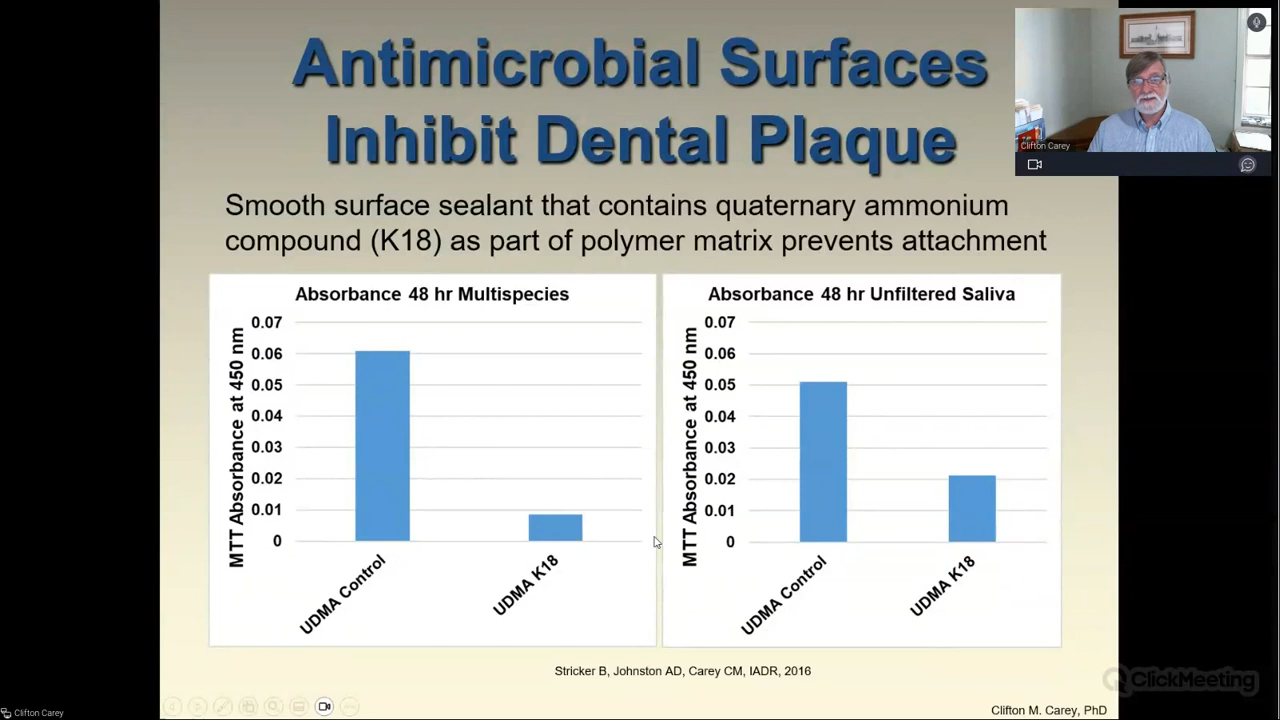 Antimicrobial Surfaces
Inhibit Dental Plaque
Clifton Carey
Smooth surface sealant that contains quaternary ammonium
compound (K18) as part of polymer matrix prevents attachment
Absorbance 48 hr Multispecies
MTT Absorbance at 450 nm
0.07
0.06
0.05
0.04
0.03
0.02
0.01
0
UDMA Control
UDMA K18
Absorbance 48 hr Unfiltered Saliva
MTT Absorbance at 450 nm
0.07
0.06
0.05
0.04
0.03
0.02
0.01
0
UDMA Control
UDMA K18
Stricker B, Johnston AD, Carey CM, IADR, 2016
ClickMeeting
Clifton M. Carey, PhD
Clifton Carey